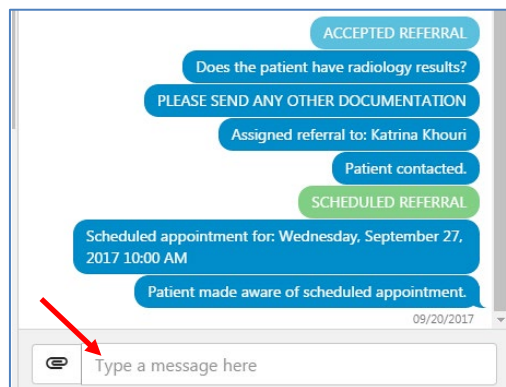 ACCEPTED REFERRAL
Does the patient have radiology results?
PLEASE SEND ANY OTHER DOCUMENTATION
Assigned referral to: Katrina Khouri
Patient contacted.
SCHEDULED REFERRAL
Scheduled appointment for: Wednesday, September 27,
2017 10:00 AM
Patient made aware of scheduled appointment.
09/20/2017
Type a message here